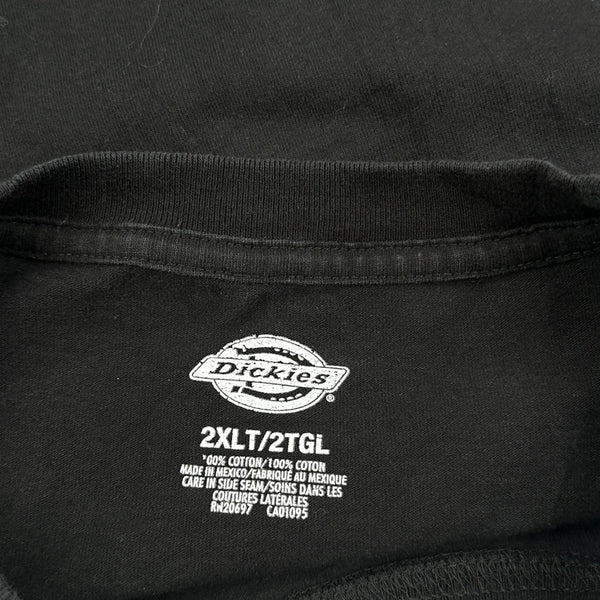 Dickies®
2XLT/2TGL
100% COTTON/100% COTON
MADE IN MEXICO/FABRIQUÉ AU MEXIQUE
CARE IN SIDE SEAM/SOINS DANS LES
COUTURES LATÉRALES
RN20697 CA01095